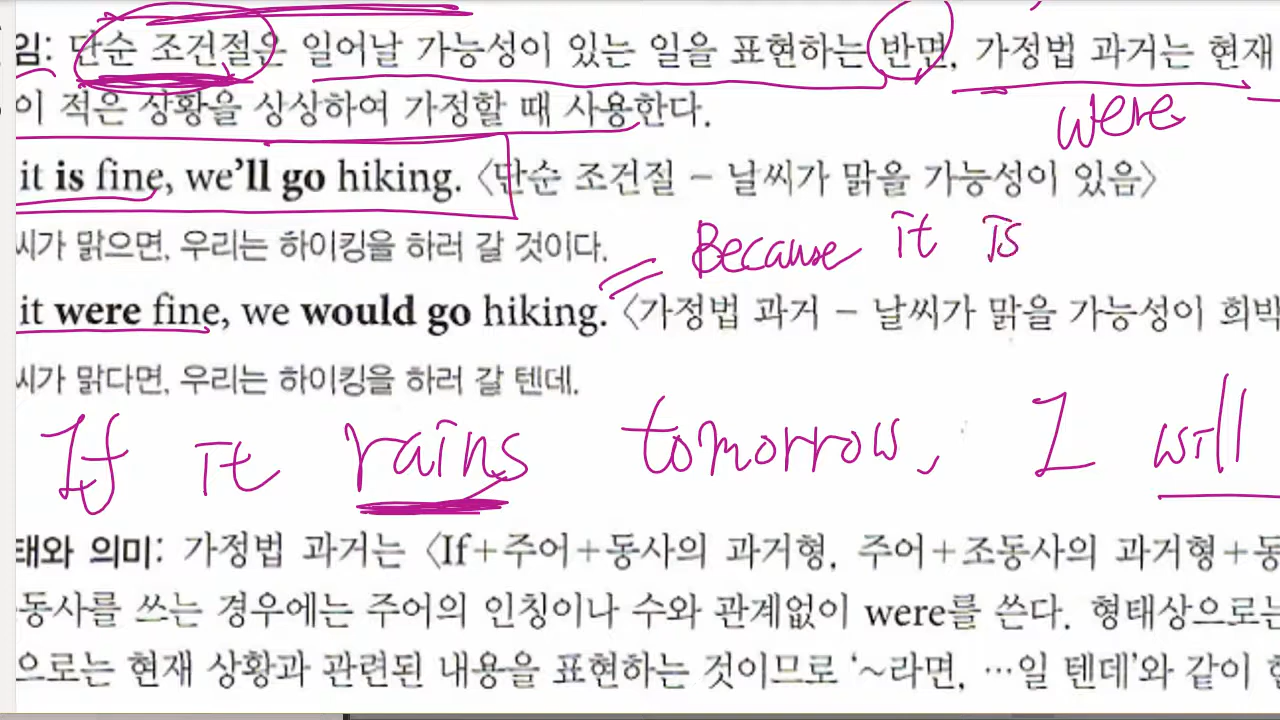 임: 단순 조건절은 일어날 가능성이 있는 일을 표현하는 반면, 가정법 과거는 현재
이 적은 상황을 상상하여 가정할 때 사용한다.
were
it is fine, we'll go hiking. 〈단순 조건절 – 날씨가 맑을 가능성이 있음〉
Because it is
씨가 맑으면, 우리는 하이킹을 하러 갈 것이다.
it were fine, we would go hiking. 〈가정법 과거 – 날씨가 맑을 가능성이 희박
씨가 맑다면, 우리는 하이킹을 하러 갈 텐데.
If it rains tomorrow, I will
태와 의미: 가정법 과거는 〈If+주어+동사의 과거형, 주어+조동사의 과거형+동
동사를 쓰는 경우에는 주어의 인칭이나 수와 관계없이 were를 쓴다. 형태상으로는
으로는 현재 상황과 관련된 내용을 표현하는 것이므로 ‘~라면, …일 텐데’와 같이